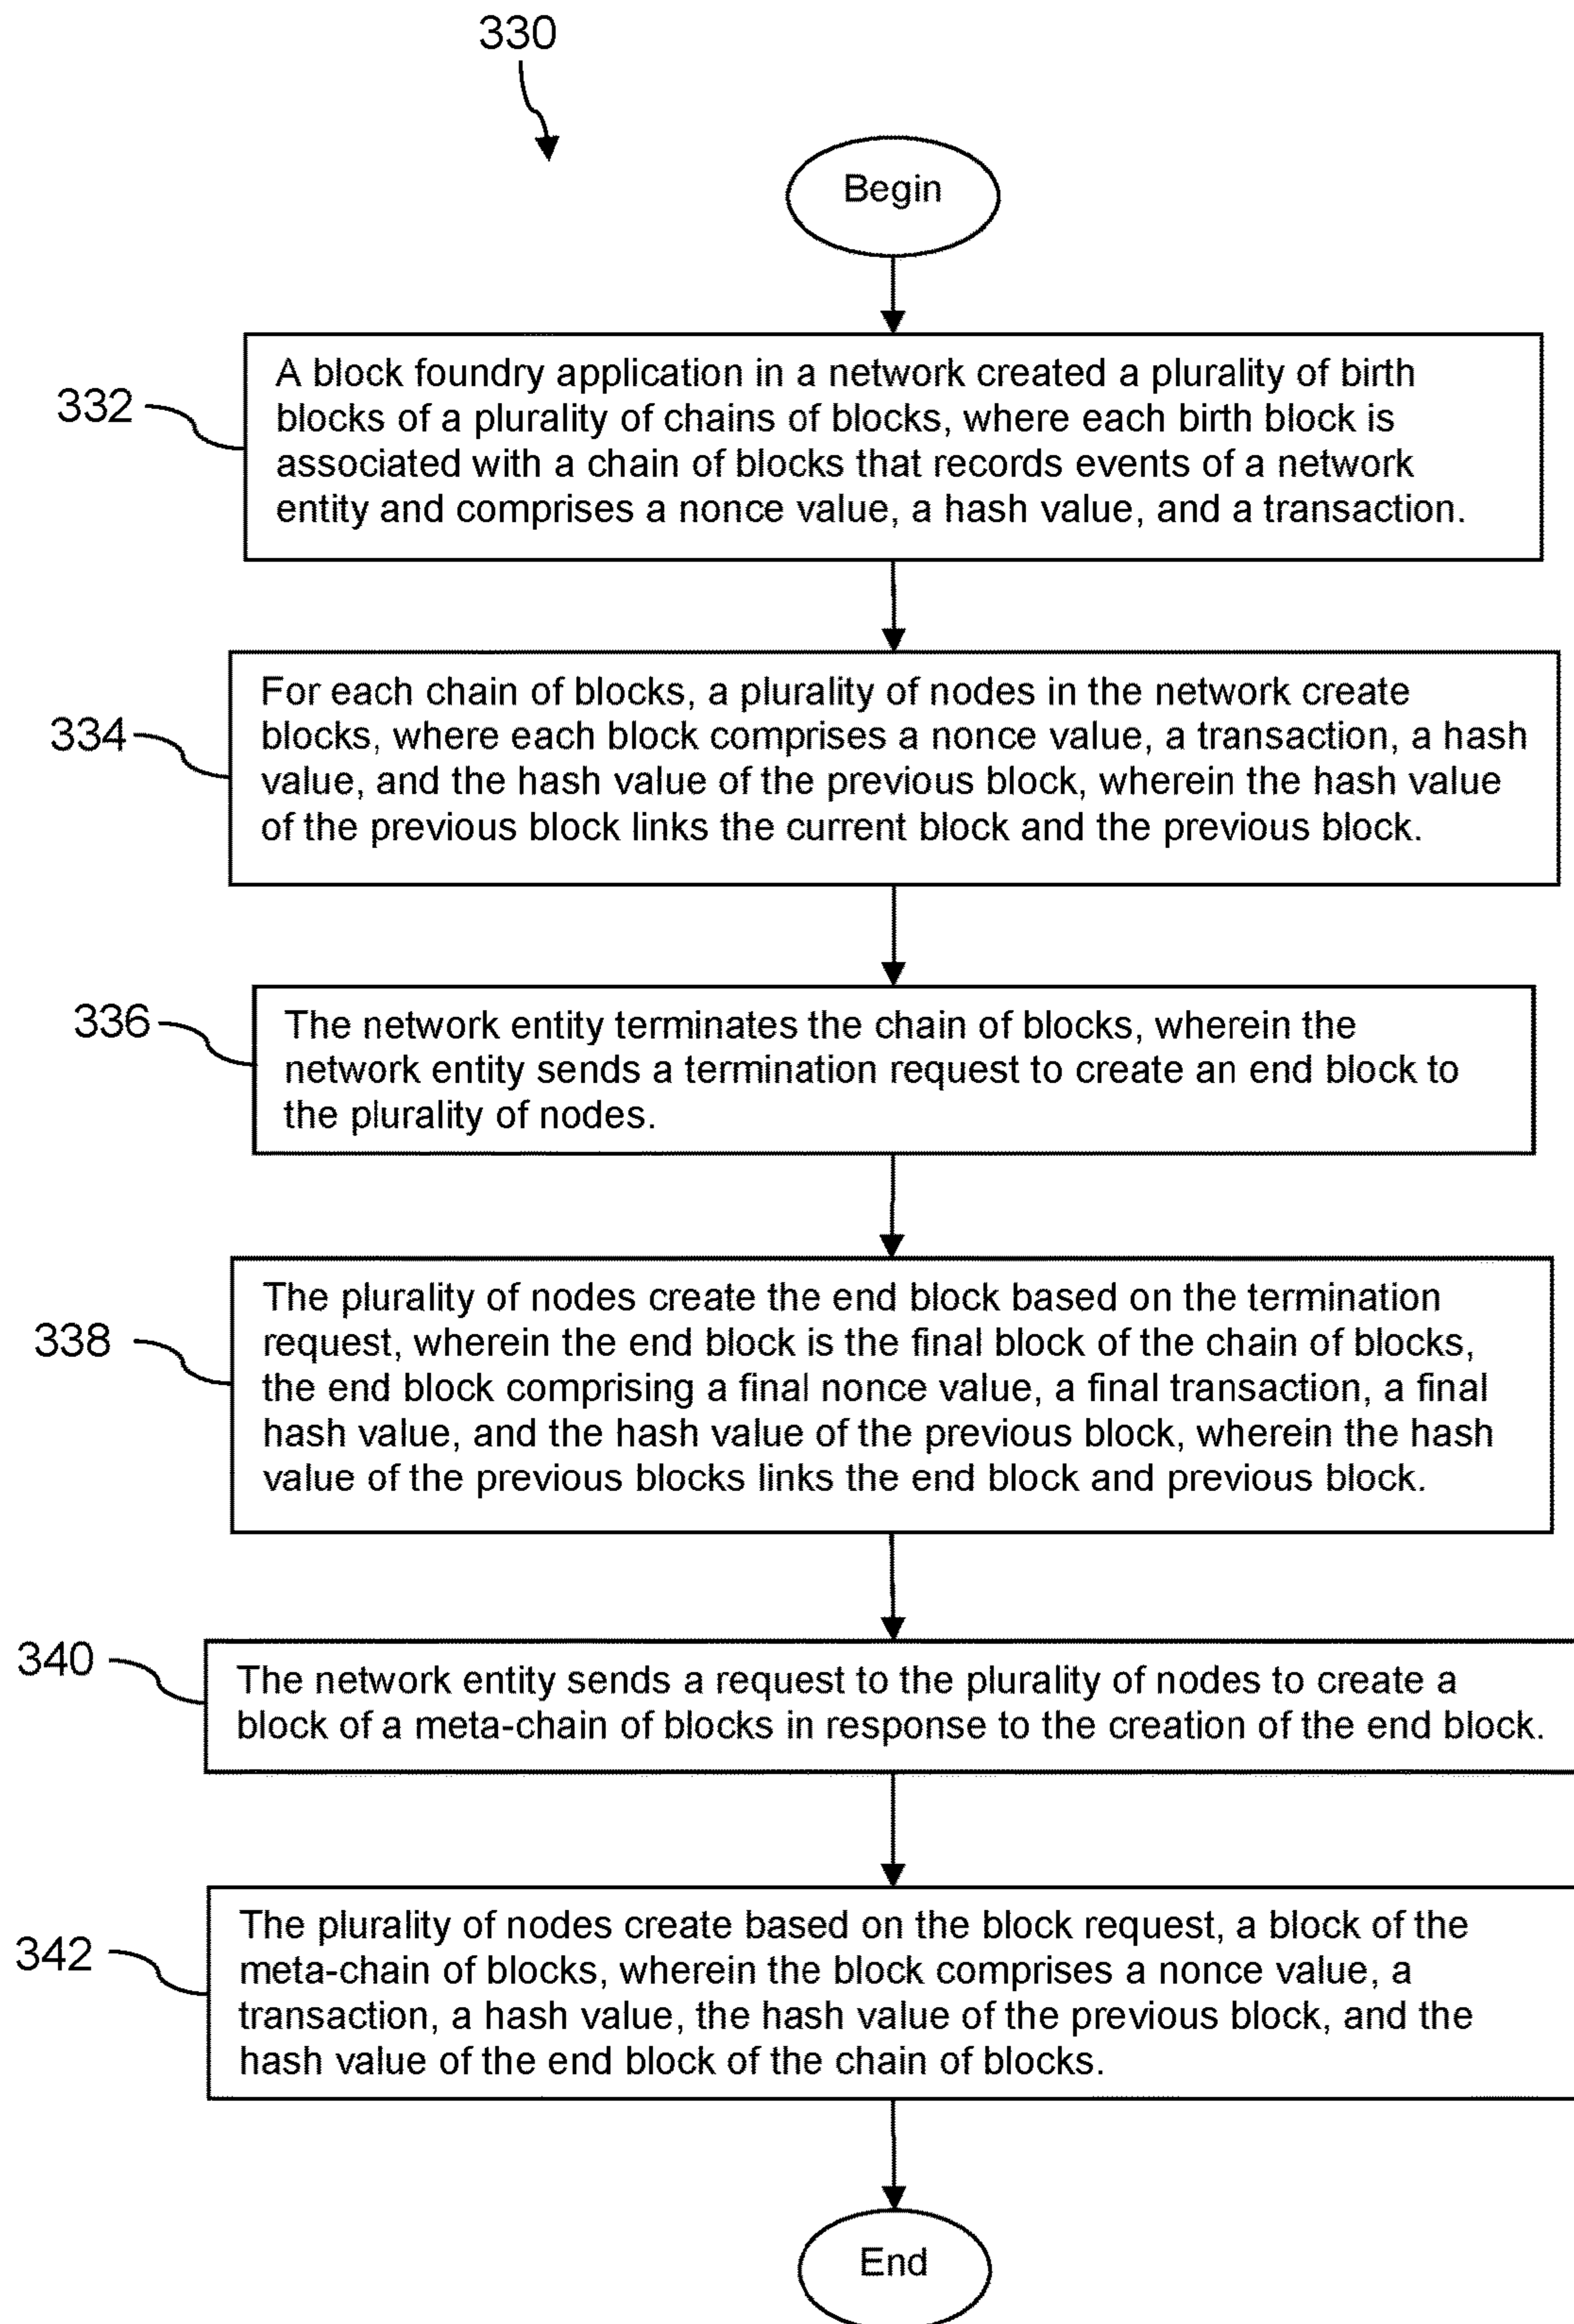 330
Begin
332
A block foundry application in a network created a plurality of birth
blocks of a plurality of chains of blocks, where each birth block is
associated with a chain of blocks that records events of a network
entity and comprises a nonce value, a hash value, and a transaction.
334
For each chain of blocks, a plurality of nodes in the network create
blocks, where each block comprises a nonce value, a transaction, a hash
value, and the hash value of the previous block, wherein the hash value
of the previous block links the current block and the previous block.
336
The network entity terminates the chain of blocks, wherein the
network entity sends a termination request to create an end block to
the plurality of nodes.
338
The plurality of nodes create the end block based on the termination
request, wherein the end block is the final block of the chain of blocks,
the end block comprising a final nonce value, a final transaction, a final
hash value, and the hash value of the previous block, wherein the hash
value of the previous blocks links the end block and previous block.
340
The network entity sends a request to the plurality of nodes to create a
block of a meta-chain of blocks in response to the creation of the end block.
342
The plurality of nodes create based on the block request, a block of the
meta-chain of blocks, wherein the block comprises a nonce value, a
transaction, a hash value, the hash value of the previous block, and the
hash value of the end block of the chain of blocks.
End